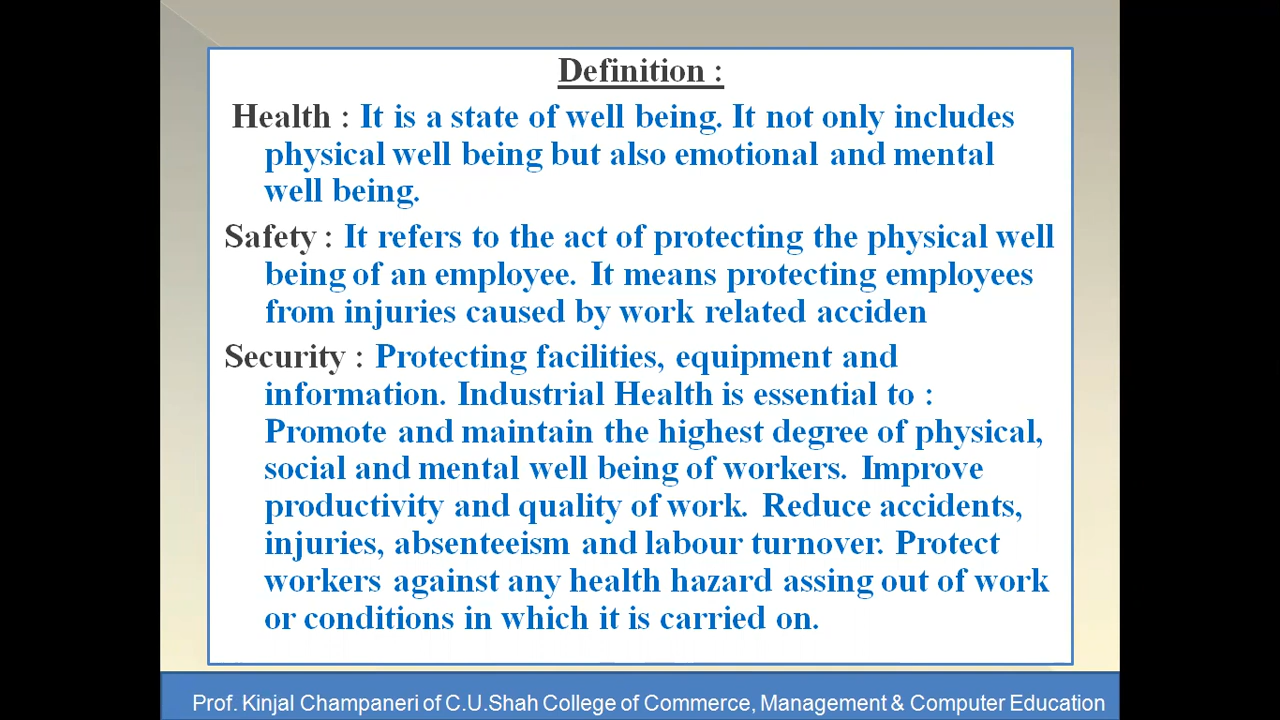 Definition :
Health : It is a state of well being. It not only includes
physical well being but also emotional and mental
well being.
Safety : It refers to the act of protecting the physical well
being of an employee. It means protecting employees
from injuries caused by work related acciden
Security : Protecting facilities, equipment and
information. Industrial Health is essential to :
Promote and maintain the highest degree of physical,
social and mental well being of workers. Improve
productivity and quality of work. Reduce accidents,
injuries, absenteeism and labour turnover. Protect
workers against any health hazard assing out of work
or conditions in which it is carried on.
Prof. Kinjal Champaneri of C.U.Shah College of Commerce, Management & Computer Education